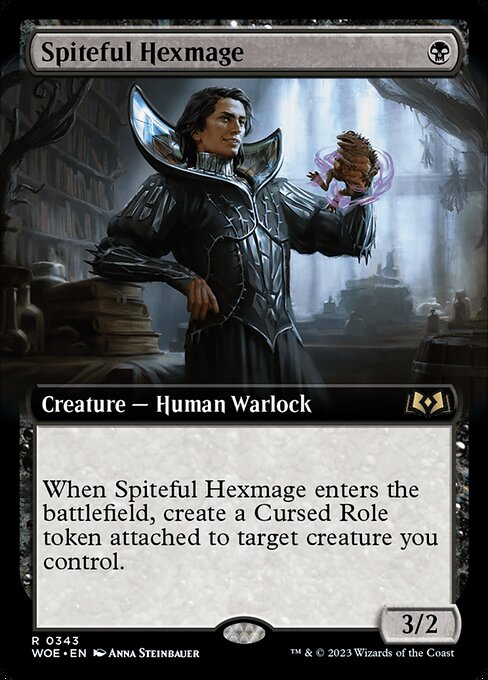 Spiteful Hexmage
Creature — Human Warlock
When Spiteful Hexmage enters the
battlefield, create a Cursed Role
token attached to target creature you
control.
3/2
R 0343
WOE • EN Anna Steinbauer
™ & © 2023 Wizards of the Coast